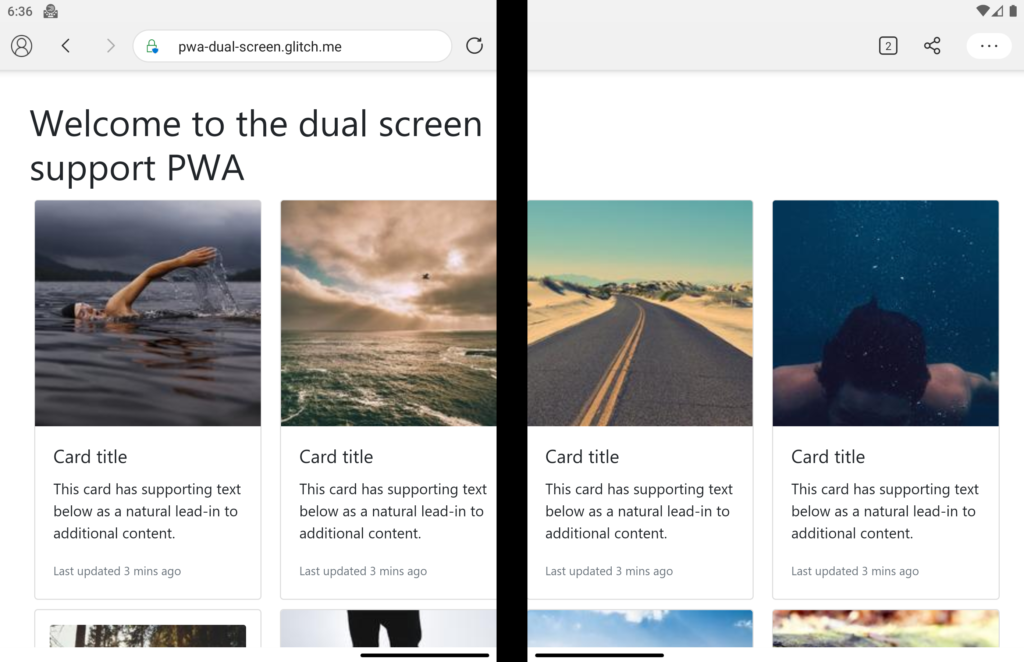 6:36
pwa-dual-screen.glitch.me
2
Welcome to the dual screen
support PWA
Card title
This card has supporting text
below as a natural lead-in to
additional content.
Last updated 3 mins ago
Card title
This card has supporting text
below as a natural lead-in to
additional content.
Last updated 3 mins ago
Card title
This card has supporting text
below as a natural lead-in to
additional content.
Last updated 3 mins ago
Card title
This card has supporting text
below as a natural lead-in to
additional content.
Last updated 3 mins ago